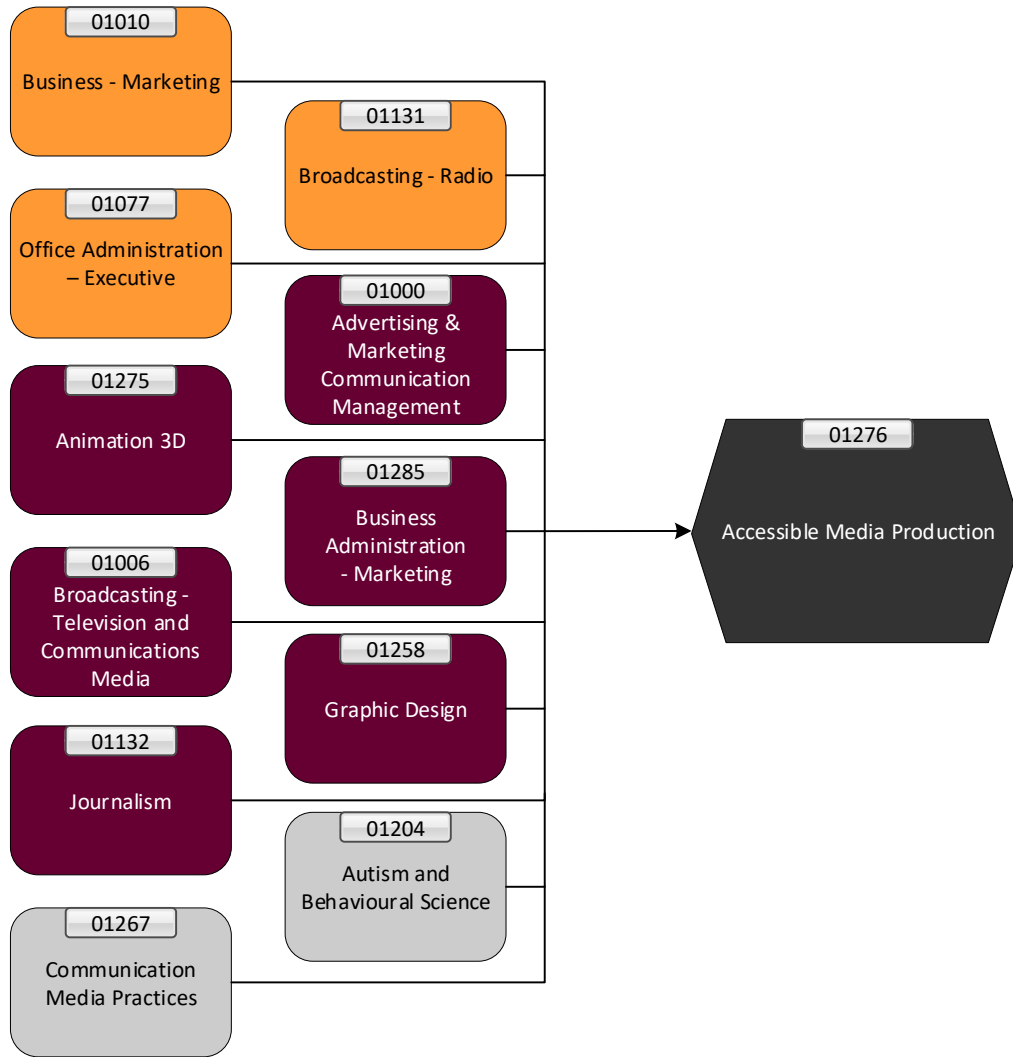 01010
Business - Marketing
01131
Broadcasting - Radio
01077
Office Administration
– Executive
01000
Advertising &
Marketing
Communication
Management
01275
Animation 3D
01276
Accessible Media Production
01285
Business
Administration
- Marketing
01006
Broadcasting -
Television and
Communications
Media
01258
Graphic Design
01132
Journalism
01204
Autism and
Behavioural Science
01267
Communication
Media Practices